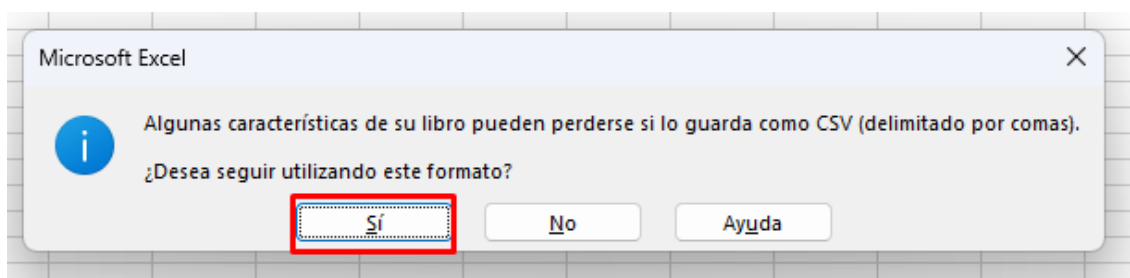 Microsoft Excel
Algunas características de su libro pueden perderse si lo guarda como CSV (delimitado por comas).
¿Desea seguir utilizando este formato?
Sí No Ayuda